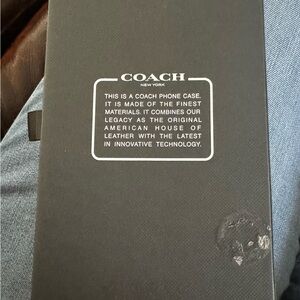 COACH
NEW YORK
THIS IS A COACH PHONE CASE.
IT IS MADE OF THE FINEST
MATERIALS. IT COMBINES OUR
LEGACY AS THE ORIGINAL
AMERICAN HOUSE OF
LEATHER WITH THE LATEST
IN INNOVATIVE TECHNOLOGY.